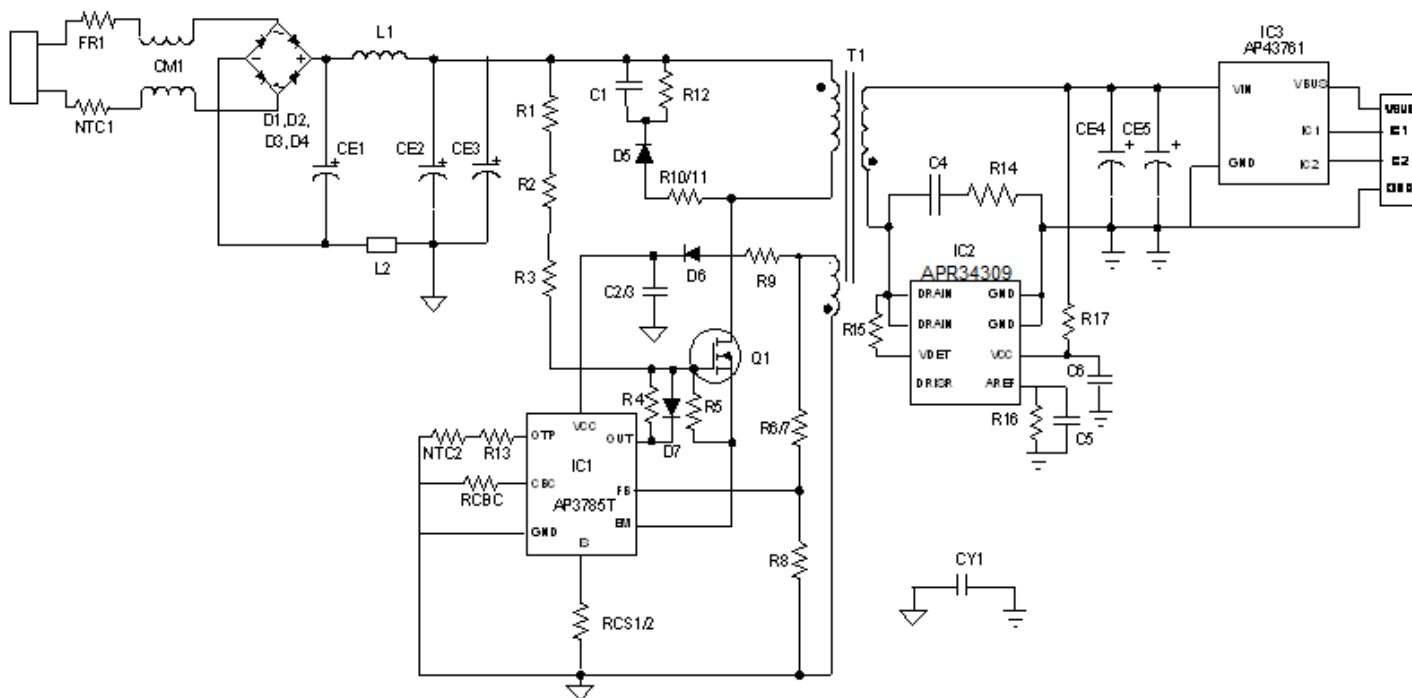 FR1
CM1
NTC1
D1,D2,
D3,D4
L1
CE1
CE2
CE3
L2
R1
R2
R3
C1
R12
D5
R10/11
T1
C2/3
D6
R9
Q1
R4
R5
D7
R6/7
R8
NTC2
R13
RCBC
VCC
OTP
OUT
IC1
CBC
AP3785T
FB
GND
EM
RCS1/2
C4
R14
IC2
APR34309
DRAIN
GND
DRAIN
GND
VDET
VCC
AREF
R15
R16
C5
C6
R17
CE4
CE5
IC3
AP43761
VIN
VBUS
IC1
IC2
GND
VBUS
IC1
IC2
GND
CY1